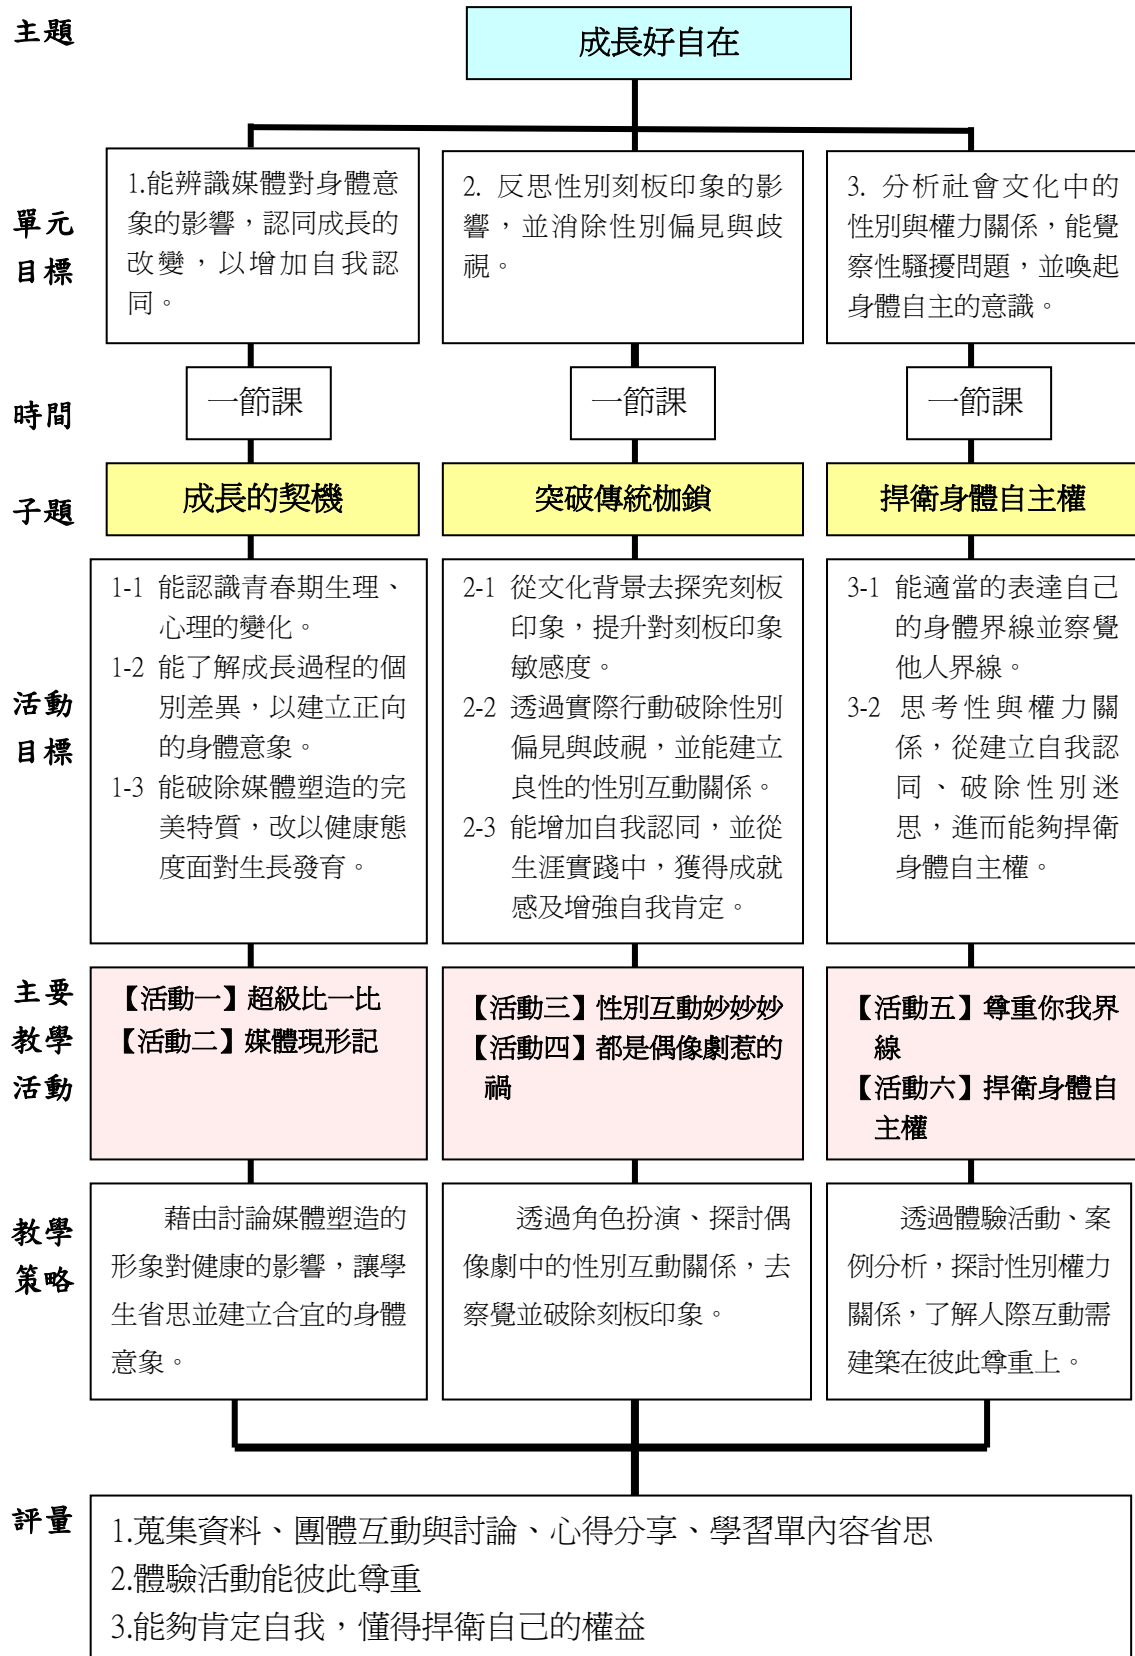 主題
成長好自在
單元
目標
1.能辨識媒體對身體意
象的影響，認同成長的
改變，以增加自我認
同。
2. 反思性別刻板印象的影
響，並消除性別偏見與歧
視。
3. 分析社會文化中的
性別與權力關係，能覺
察性騷擾問題，並喚起
身體自主的意識。
時間
一節課
一節課
一節課
子題
成長的契機
突破傳統枷鎖
捍衛身體自主權
活動
目標
1-1 能認識青春期生理、
心理的變化。
1-2 能了解成長過程的個
別差異，以建立正向
的身體意象。
1-3 能破除媒體塑造的完
美特質，改以健康態
度面對生長發育。
2-1 從文化背景去探究刻板
印象，提升對刻板印象
敏感度。
2-2 透過實際行動破除性別
偏見與歧視，並能建立
良性的性別互動關係。
2-3 能增加自我認同，並從
生涯實踐中，獲得成就
感及增強自我肯定。
3-1 能適當的表達自己
的身體界線並察覺
他人界線。
3-2 思考性與權力關
係，從建立自我認
同、破除性別迷
思，進而能夠捍衛
身體自主權。
主要
教學
活動
【活動一】超級比一比
【活動二】媒體現形記
【活動三】性別互動妙妙妙
【活動四】都是偶像劇惹的
禍
【活動五】尊重你我界
線
【活動六】捍衛身體自
主權
教學
策略
藉由討論媒體塑造的
形象對健康的影響，讓學
生省思並建立合宜的身體
意象。
透過角色扮演、探討偶
像劇中的性別互動關係，去
察覺並破除刻板印象。
透過體驗活動、案
例分析，探討性別權力
關係，了解人際互動需
建築在彼此尊重上。
評量
1.蒐集資料、團體互動與討論、心得分享、學習單內容省思
2.體驗活動能彼此尊重
3.能夠肯定自我，懂得捍衛自己的權益